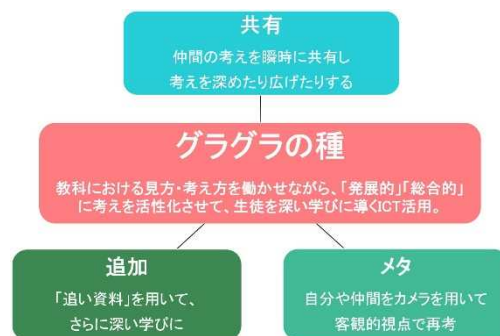 共有
仲間の考えを瞬時に共有し
考えを深めたり広げたりする
グラグラの種
教科における見方・考え方を働かせながら、「発展的」「総合的」
に考えを活性化させて、生徒を深い学びに導くICT活用。
追加
「追い資料」を用いて、
さらに深い学びに
メタ
自分や仲間をカメラを用いて
客観的視点で再考